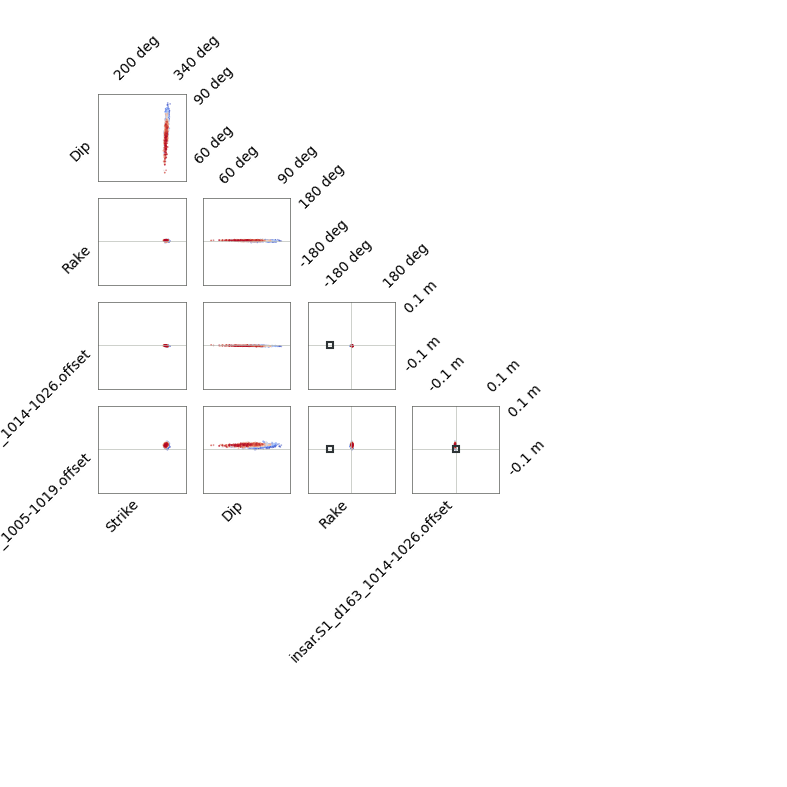 200 deg
340 deg
90 deg
60 deg
Dip
60 deg
90 deg
180 deg
-180 deg
Rake
-180 deg
180 deg
0.1 m
-0.1 m
_1014-1026.offset
-0.1 m
0.1 m
0.1 m
-0.1 m
_1005-1019.offset
Strike
Dip
Rake
insar.S1_d163_1014-1026.offset